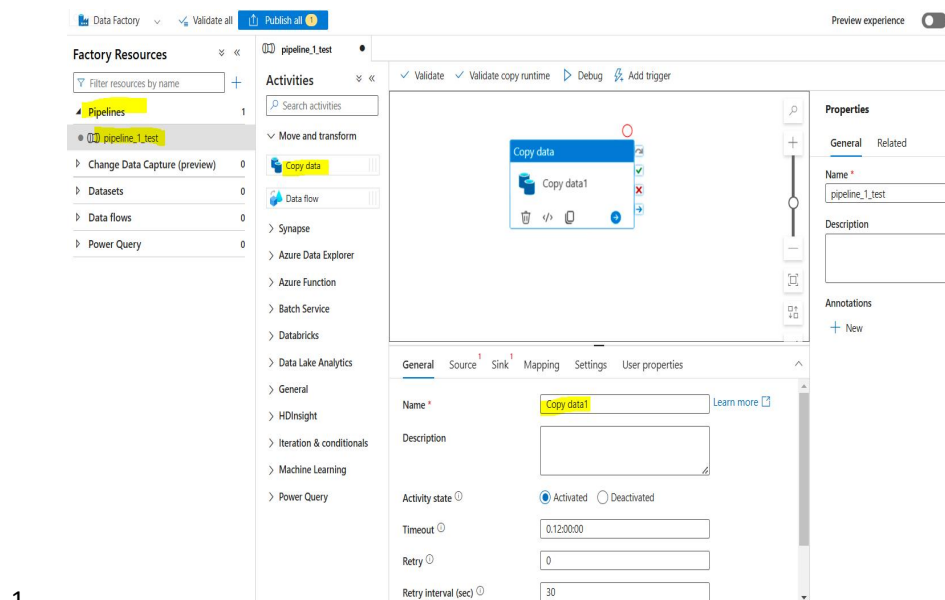 Data Factory
Validate all
Publish all 1
Preview experience
Factory Resources
Filter resources by name
Pipelines 1
pipeline_1_test
Change Data Capture (preview) 0
Datasets 0
Data flows 0
Power Query 0
pipeline_1_test
Activities
Search activities
Move and transform
Copy data
Data flow
Synapse
Azure Data Explorer
Azure Function
Batch Service
Databricks
Data Lake Analytics
General
HDInsight
Iteration & conditionals
Machine Learning
Power Query
Validate Validate copy runtime Debug Add trigger
Copy data
Copy data1
General Source 1 Sink 1 Mapping Settings User properties
Name * Copy data1 Learn more
Description
Activity state Activated Deactivated
Timeout 0.12:00:00
Retry 0
Retry interval (sec) 30
Properties
General Related
Name *
pipeline_1_test
Description
Annotations
New
1